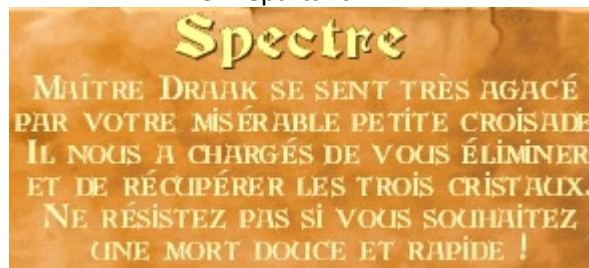 Spectre
Maître Draak se sent très agacé
par votre misérable petite croisade
Il nous a chargés de vous éliminer
et de récupérer les trois cristaux.
Ne résistez pas si vous souhaitez
une mort douce et rapide !